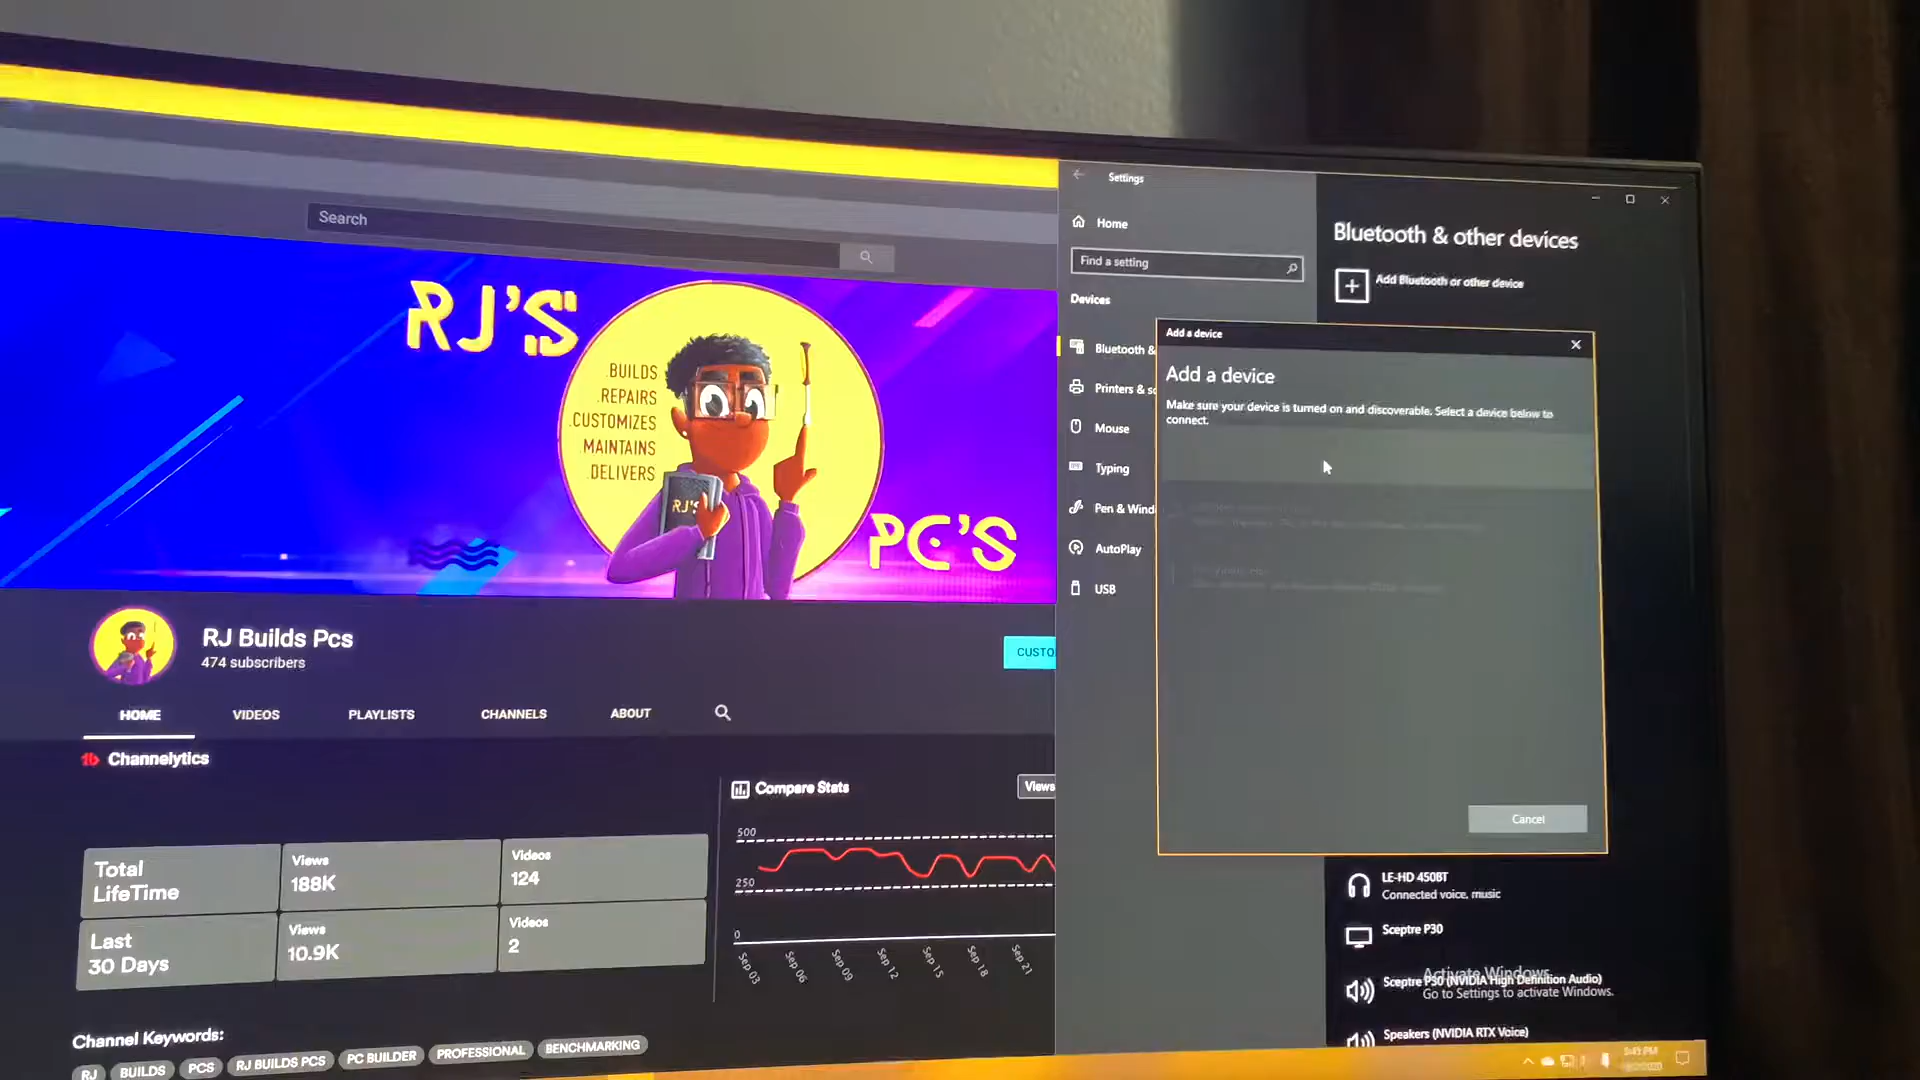 Search
RJ'S
.BUILDS
.REPAIRS
.CUSTOMIZES
.MAINTAINS
.DELIVERS
RJ'S
PC'S
RJ Builds Pcs
474 subscribers
CUSTO
HOME
VIDEOS
PLAYLISTS
CHANNELS
ABOUT
Channelytics
Total
LifeTime
Views
188K
Videos
124
Last
30 Days
Views
10.9K
Videos
2
Compare Stats
Views
500
250
0
Sep 03
Sep 06
Sep 09
Sep 12
Sep 15
Sep 18
Sep 21
Channel Keywords:
RJ
BUILDS
PCS
RJ BUILDS PCS
PC BUILDER
PROFESSIONAL
BENCHMARKING
Settings
Home
Find a setting
Devices
Bluetooth &
Printers & sc
Mouse
Typing
Pen & Wind
AutoPlay
USB
Bluetooth & other devices
Add Bluetooth or other device
Add a device
Add a device
Make sure your device is turned on and discoverable. Select a device below to
connect.
Cancel
LE-HD 450BT
Connected voice, music
Sceptre P30
Activate Windows
Sceptre P30 (NVIDIA High Definition Audio)
Go to Settings to activate Windows.
Speakers (NVIDIA RTX Voice)